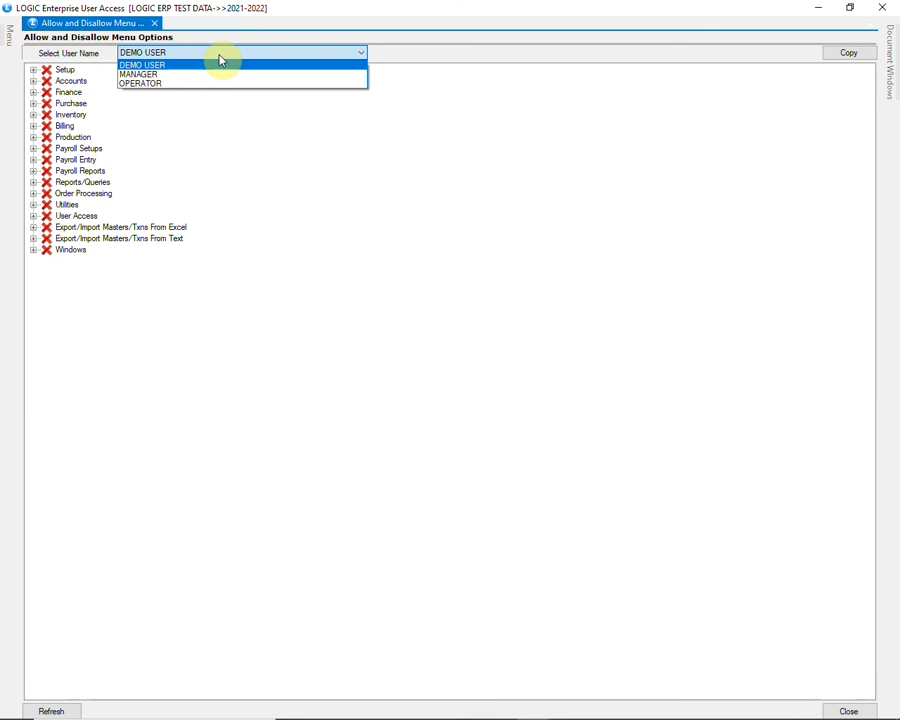 LOGIC Enterprise User Access [LOGIC ERP TEST DATA->>2021-2022]
Allow and Disallow Menu ...
Menu
Document Windows
Allow and Disallow Menu Options
Select User Name DEMO USER Copy
DEMO USER
MANAGER
OPERATOR
Setup
Accounts
Finance
Purchase
Inventory
Billing
Production
Payroll Setups
Payroll Entry
Payroll Reports
Reports/Queries
Order Processing
Utilities
User Access
Export/Import Masters/Txns From Excel
Export/Import Masters/Txns From Text
Windows
Refresh Close